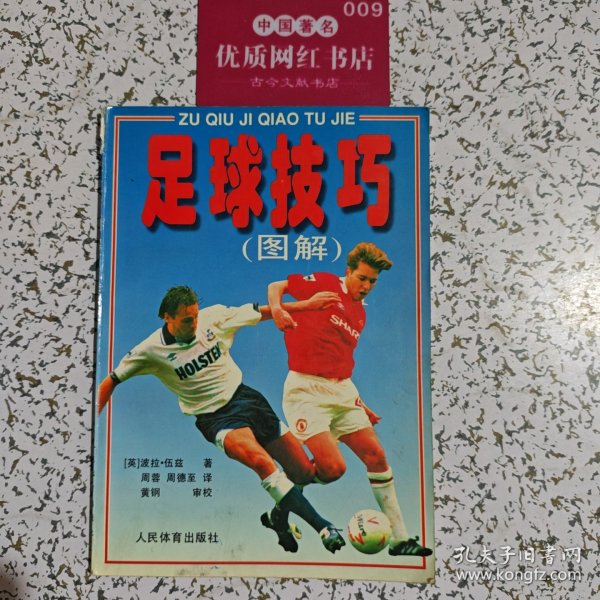 009
中国著名
优质网红书店
古今文献书店
ZU QIU JI QIAO TU JIE
足球技巧
(图解)
SHARP
HOLSTEN
[英]波拉·伍兹 著
周蓉 周德至 译
黄钢 审校
人民体育出版社
孔夫子旧书网
www.kongfz.com